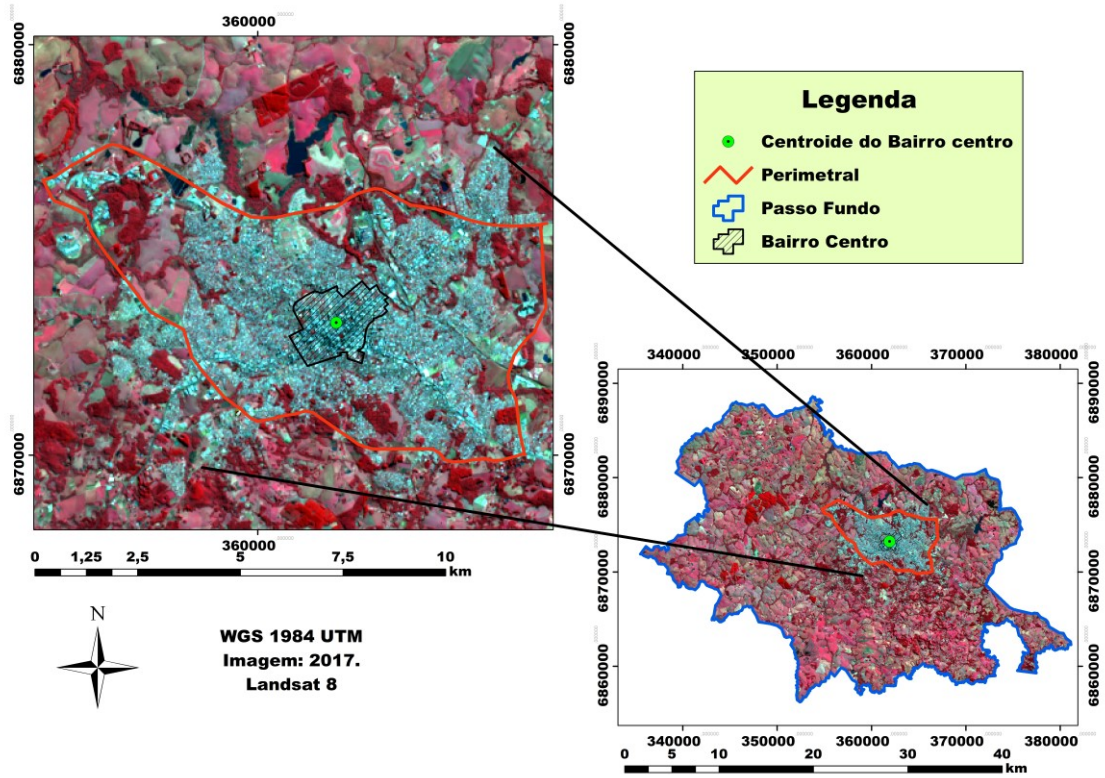 360000
6880000
6880000
6870000
6870000
360000
0 1,25 2,5 5 7,5 10
km
N
WGS 1984 UTM
Imagem: 2017.
Landsat 8
Legenda
Centroide do Bairro centro
Perimetral
Passo Fundo
Bairro Centro
340000 350000 360000 370000 380000
6890000
6890000
6880000
6880000
6870000
6870000
6860000
6860000
340000 350000 360000 370000 380000
0 5 10 20 30 40
km